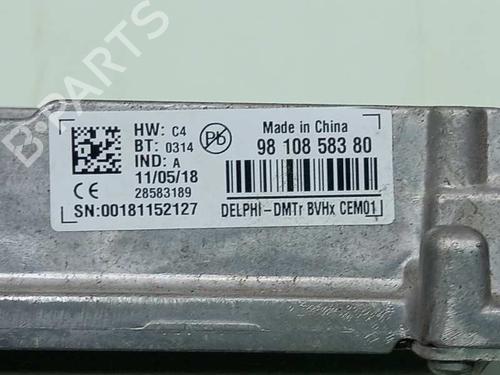 HW: C4
BT: 0314
IND: A
11/05/18
28583189
SN:00181152127
Pb
Made in China
98 108 583 80
DELPHI-DMTr BVHx CEM01
B-PARTS